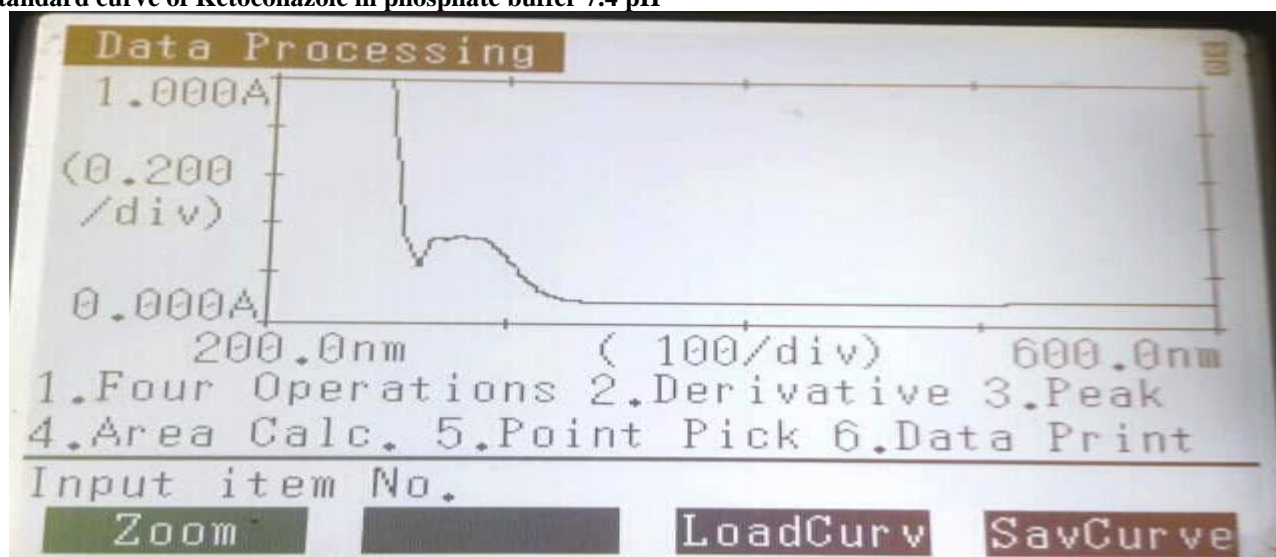 tandard curve of Ketoconazole in phosphate buffer 7.4 pH
Data Processing
1.000A
(0.200
/div)
0.000A
200.0nm ( 100/div) 600.0nm
1.Four Operations 2.Derivative 3.Peak
4.Area Calc. 5.Point Pick 6.Data Print
Input item No.
Zoom LoadCurv SavCurve